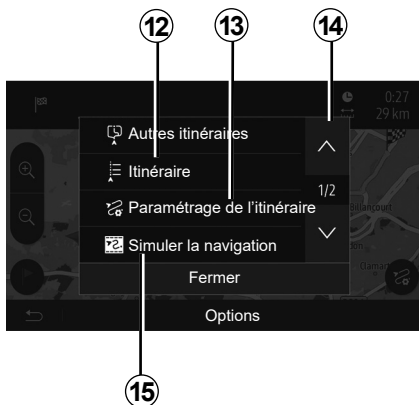 12 13 14
0:27
29 km
Autres itinéraires
Itinéraire
1/2
Paramétrage de l'itinéraire
Billancourt
Simuler la navigation
Fermer
Options
15